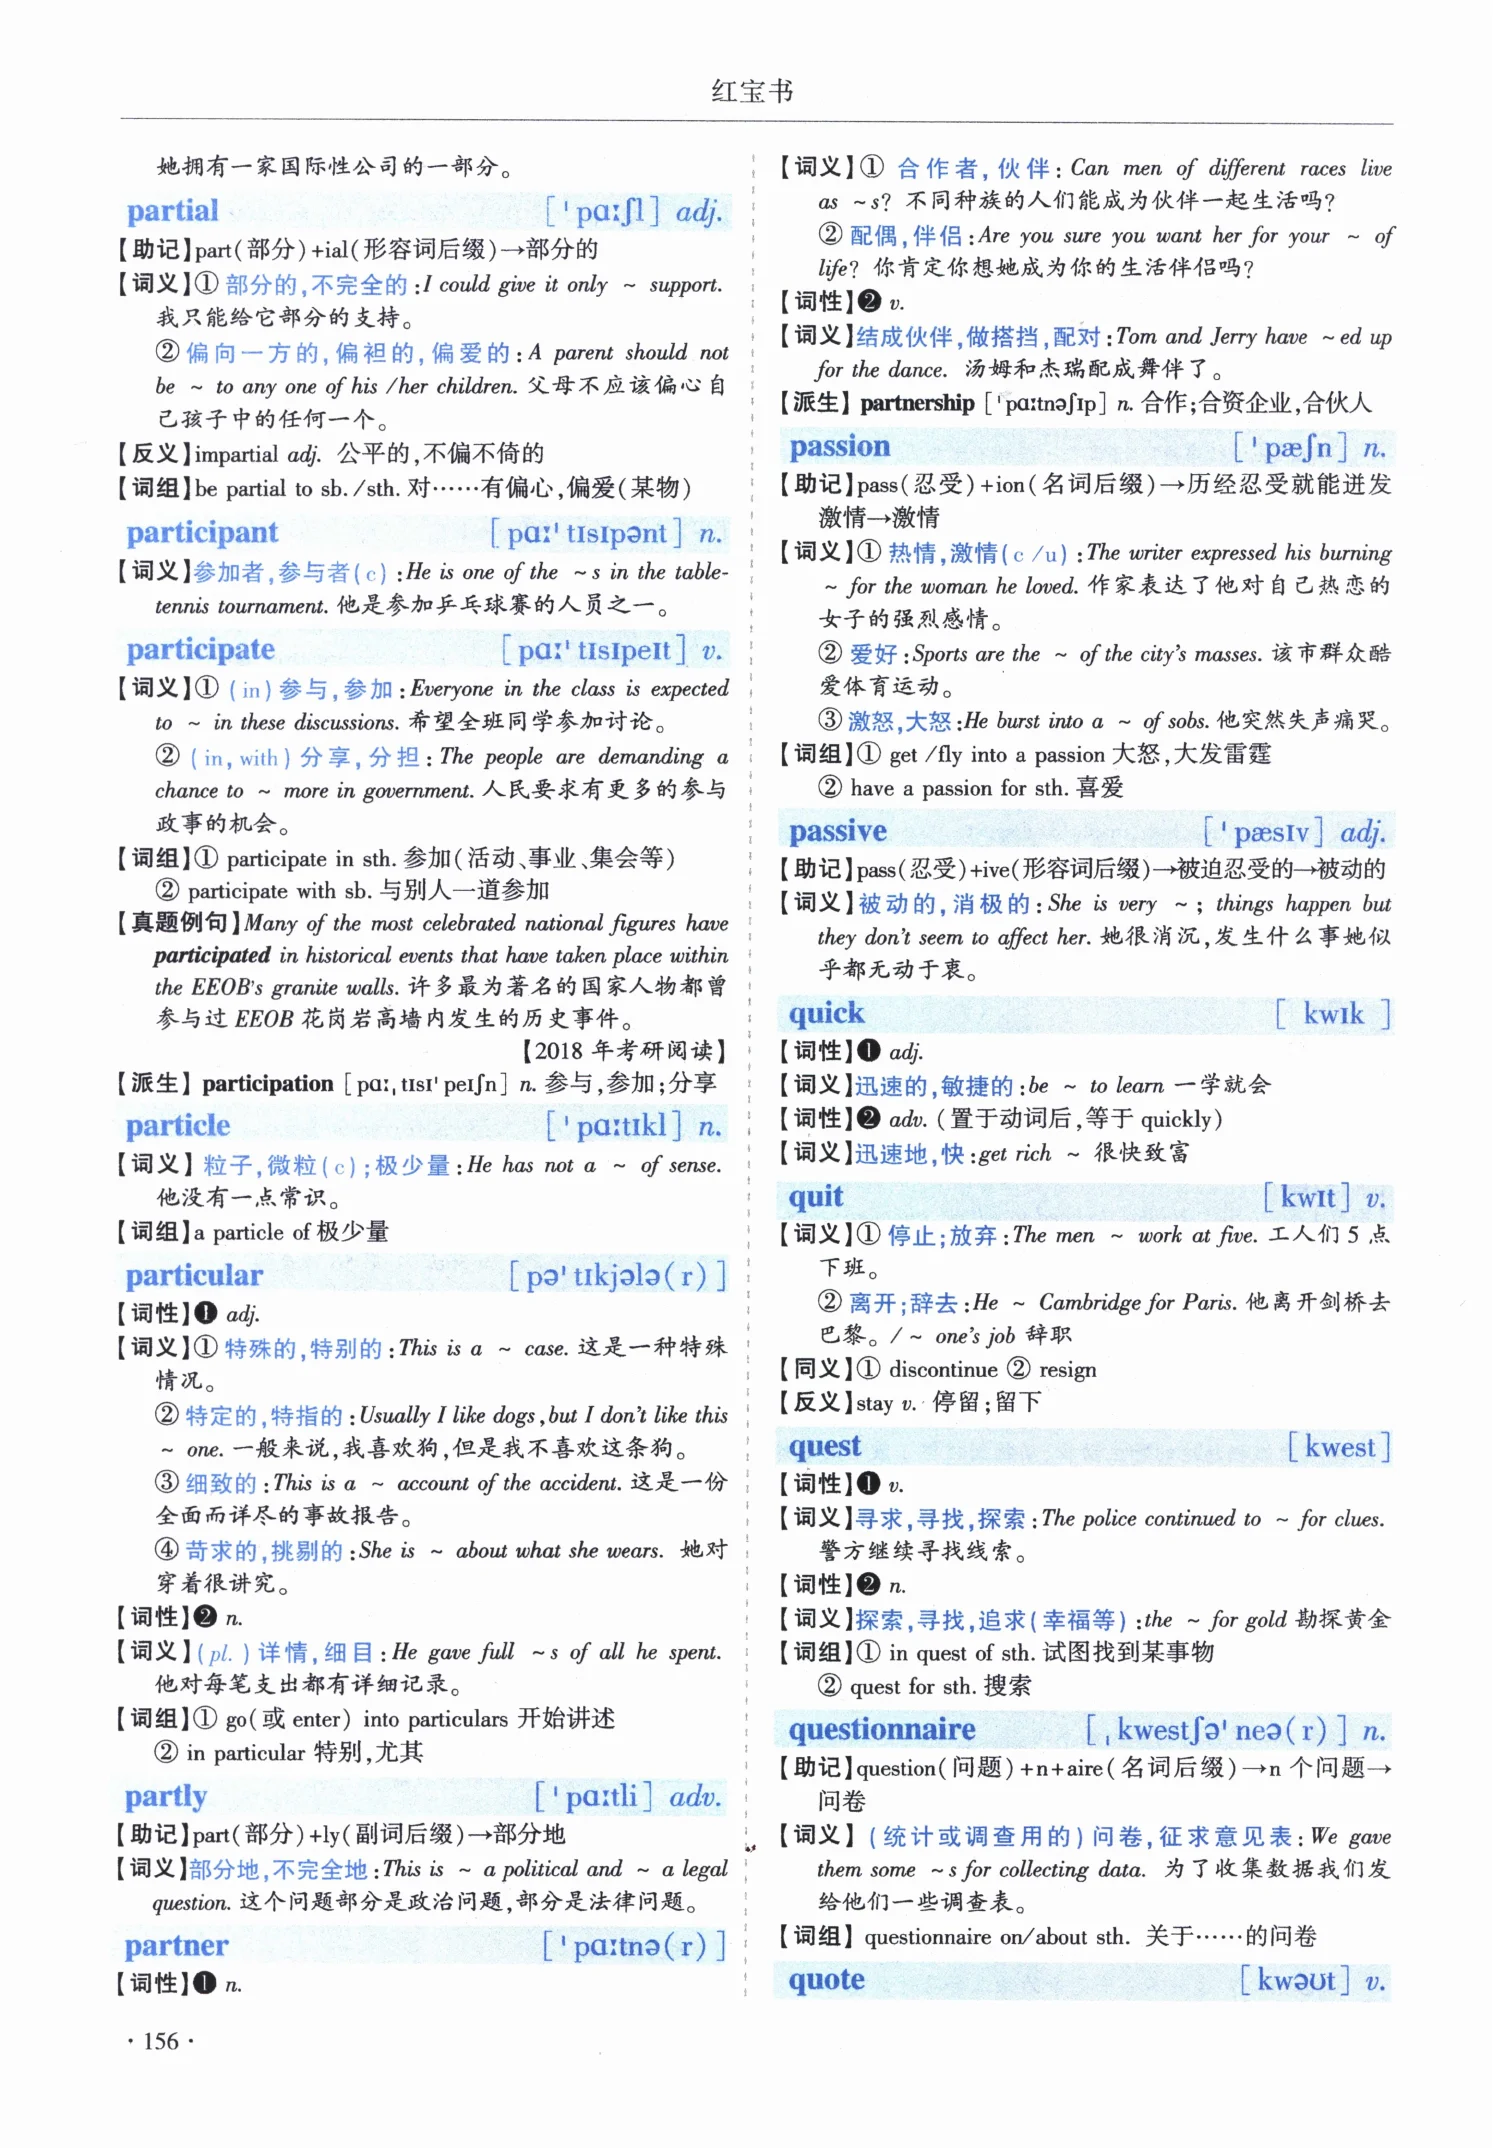 红宝书
她拥有一家国际性公司的一部分。
partial [ˈpɑːʃl] adj.
【助记】part(部分)+ial(形容词后缀)→部分的
【词义】① 部分的,不完全的:I could give it only ~ support.
我只能给它部分的支持。
② 偏向一方的,偏袒的,偏爱的:A parent should not
be ~ to any one of his /her children. 父母不应该偏心自
己孩子中的任何一个。
【反义】impartial adj. 公平的,不偏不倚的
【词组】be partial to sb. /sth. 对……有偏心,偏爱(某物)
participant [pɑːˈtɪsɪpənt] n.
【词义】参加者,参与者(c):He is one of the ~s in the table-
tennis tournament. 他是参加乒乓球赛的人员之一。
participate [pɑːˈtɪsɪpeɪt] v.
【词义】① (in)参与,参加:Everyone in the class is expected
to ~ in these discussions. 希望全班同学参加讨论。
② (in, with)分享,分担:The people are demanding a
chance to ~ more in government. 人民要求有更多的参与
政事的机会。
【词组】① participate in sth. 参加(活动、事业、集会等)
② participate with sb. 与别人一道参加
【真题例句】Many of the most celebrated national figures have
participated in historical events that have taken place within
the EEOB's granite walls. 许多最为著名的国家人物都曾
参与过 EEOB 花岗岩高墙内发生的历史事件。
【2018 年考研阅读】
【派生】participation [pɑːˌtɪsɪˈpeɪʃn] n. 参与,参加;分享
particle [ˈpɑːtɪkl] n.
【词义】粒子,微粒(c);极少量:He has not a ~ of sense.
他没有一点常识。
【词组】a particle of 极少量
particular [pəˈtɪkjələ(r)]
【词性】❶ adj.
【词义】① 特殊的,特别的:This is a ~ case. 这是一种特殊
情况。
② 特定的,特指的:Usually I like dogs, but I don't like this
~ one. 一般来说,我喜欢狗,但是我不喜欢这条狗。
③ 细致的:This is a ~ account of the accident. 这是一份
全面而详尽的事故报告。
④ 苛求的,挑剔的:She is ~ about what she wears. 她对
穿着很讲究。
【词性】❷ n.
【词义】(pl.)详情,细目:He gave full ~s of all he spent.
他对每笔支出都有详细记录。
【词组】① go(或 enter) into particulars 开始讲述
② in particular 特别,尤其
partly [ˈpɑːtli] adv.
【助记】part(部分)+ly(副词后缀)→部分地
【词义】部分地,不完全地:This is ~ a political and ~ a legal
question. 这个问题部分是政治问题,部分是法律问题。
partner [ˈpɑːtnə(r)]
【词性】❶ n.
· 156 ·
【词义】① 合作者,伙伴:Can men of different races live
as ~s? 不同种族的人们能成为伙伴一起生活吗?
② 配偶,伴侣:Are you sure you want her for your ~ of
life? 你肯定你想她成为你的生活伴侣吗?
【词性】❷ v.
【词义】结成伙伴,做搭挡,配对:Tom and Jerry have ~ed up
for the dance. 汤姆和杰瑞配成舞伴了。
【派生】partnership [ˈpɑːtnəʃɪp] n. 合作;合资企业,合伙人
passion [ˈpæʃn] n.
【助记】pass(忍受)+ion(名词后缀)→历经忍受就能迸发
激情→激情
【词义】① 热情,激情(c /u):The writer expressed his burning
~ for the woman he loved. 作家表达了他对自己热恋的
女子的强烈感情。
② 爱好:Sports are the ~ of the city's masses. 该市群众酷
爱体育运动。
③ 激怒,大怒:He burst into a ~ of sobs. 他突然失声痛哭。
【词组】① get /fly into a passion 大怒,大发雷霆
② have a passion for sth. 喜爱
passive [ˈpæsɪv] adj.
【助记】pass(忍受)+ive(形容词后缀)→被迫忍受的→被动的
【词义】被动的,消极的:She is very ~ ; things happen but
they don't seem to affect her. 她很消沉,发生什么事她似
乎都无动于衷。
quick [kwɪk]
【词性】❶ adj.
【词义】迅速的,敏捷的:be ~ to learn 一学就会
【词性】❷ adv. (置于动词后,等于 quickly)
【词义】迅速地,快:get rich ~ 很快致富
quit [kwɪt] v.
【词义】① 停止;放弃:The men ~ work at five. 工人们 5 点
下班。
② 离开;辞去:He ~ Cambridge for Paris. 他离开剑桥去
巴黎。/ ~ one's job 辞职
【同义】① discontinue ② resign
【反义】stay v. 停留;留下
quest [kwest]
【词性】❶ v.
【词义】寻求,寻找,探索:The police continued to ~ for clues.
警方继续寻找线索。
【词性】❷ n.
【词义】探索,寻找,追求(幸福等):the ~ for gold 勘探黄金
【词组】① in quest of sth. 试图找到某事物
② quest for sth. 搜索
questionnaire [ˌkwestʃəˈneə(r)] n.
【助记】question(问题)+n+aire(名词后缀)→n 个问题→
问卷
【词义】(统计或调查用的)问卷,征求意见表:We gave
them some ~s for collecting data. 为了收集数据我们发
给他们一些调查表。
【词组】questionnaire on/about sth. 关于……的问卷
quote [kwəʊt] v.